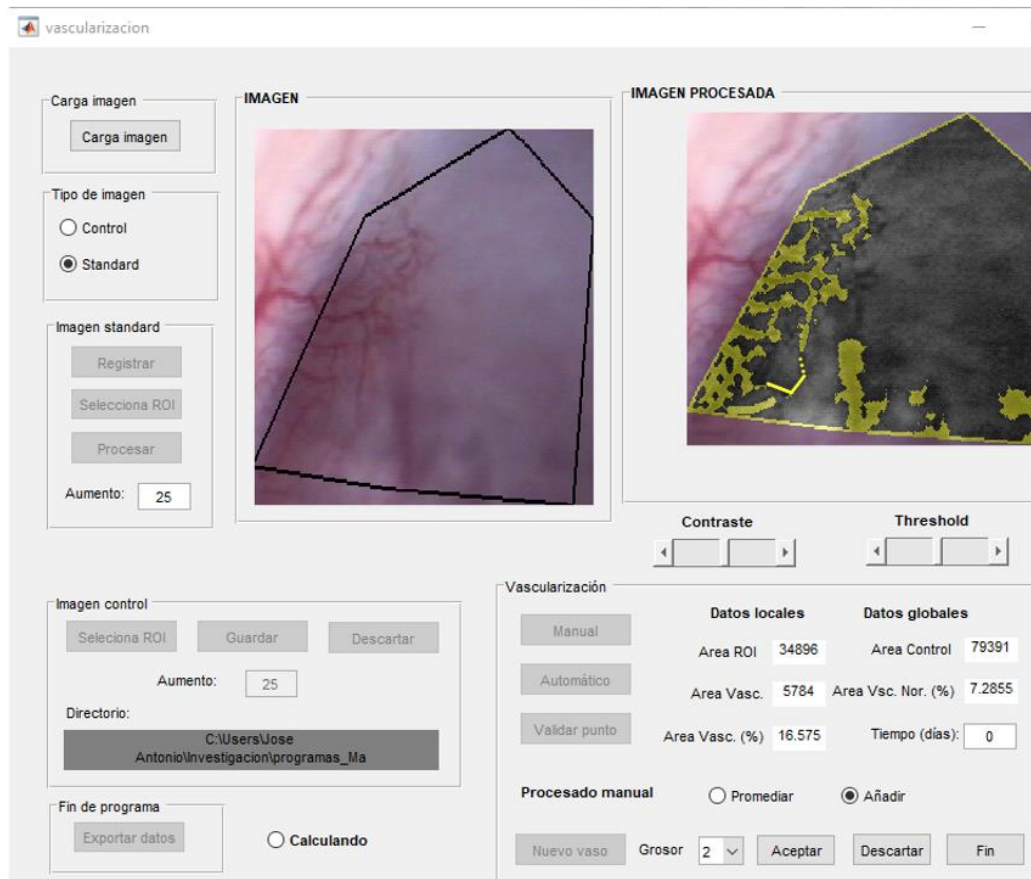 vascularizacion
Carga imagen
Carga imagen
Tipo de imagen
Control
Standard
Imagen standard
Registrar
Selecciona ROI
Procesar
Aumento: 25
IMAGEN
IMAGEN PROCESADA
Contraste
Threshold
Imagen control
Seleciona ROI
Guardar
Descartar
Aumento: 25
Directorio:
C:\Users\Jose
Antonio\Investigacion\programas_Ma
Fin de programa
Exportar datos
Calculando
Vascularización
Manual
Automático
Validar punto
Datos locales
Area ROI 34896
Area Vasc. 5784
Area Vasc. (%) 16.575
Datos globales
Area Control 79391
Area Vsc. Nor. (%) 7.2855
Tiempo (días): 0
Procesado manual
Promediar
Añadir
Nuevo vaso
Grosor 2
Aceptar
Descartar
Fin